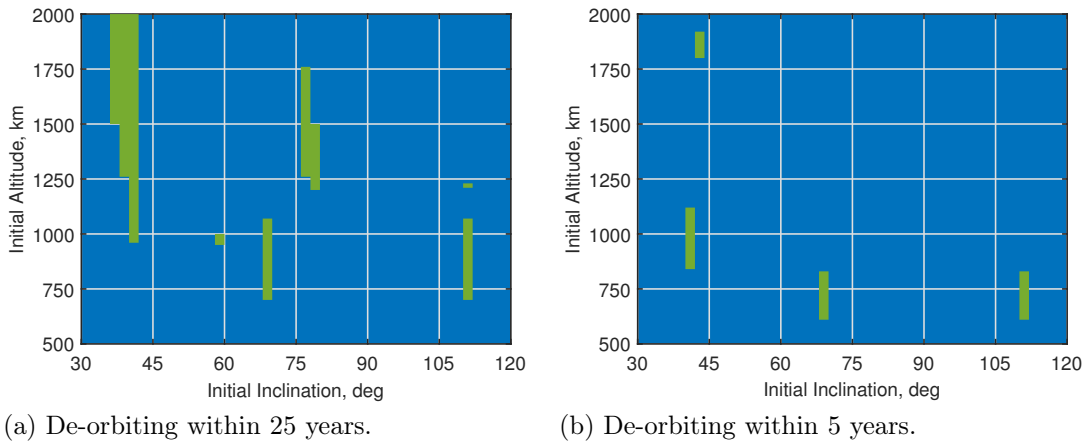 2000
1750
1500
1250
1000
750
500
Initial Altitude, km
30 45 60 75 90 105 120
Initial Inclination, deg
(a) De-orbiting within 25 years.
2000
1750
1500
1250
1000
750
500
Initial Altitude, km
30 45 60 75 90 105 120
Initial Inclination, deg
(b) De-orbiting within 5 years.